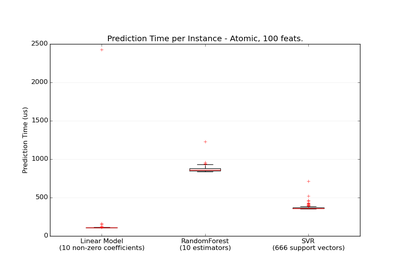 Prediction Time per Instance - Atomic, 100 feats.
2500
2000
1500
1000
500
0
Prediction Time (us)
Linear Model
(10 non-zero coefficients)
RandomForest
(10 estimators)
SVR
(666 support vectors)